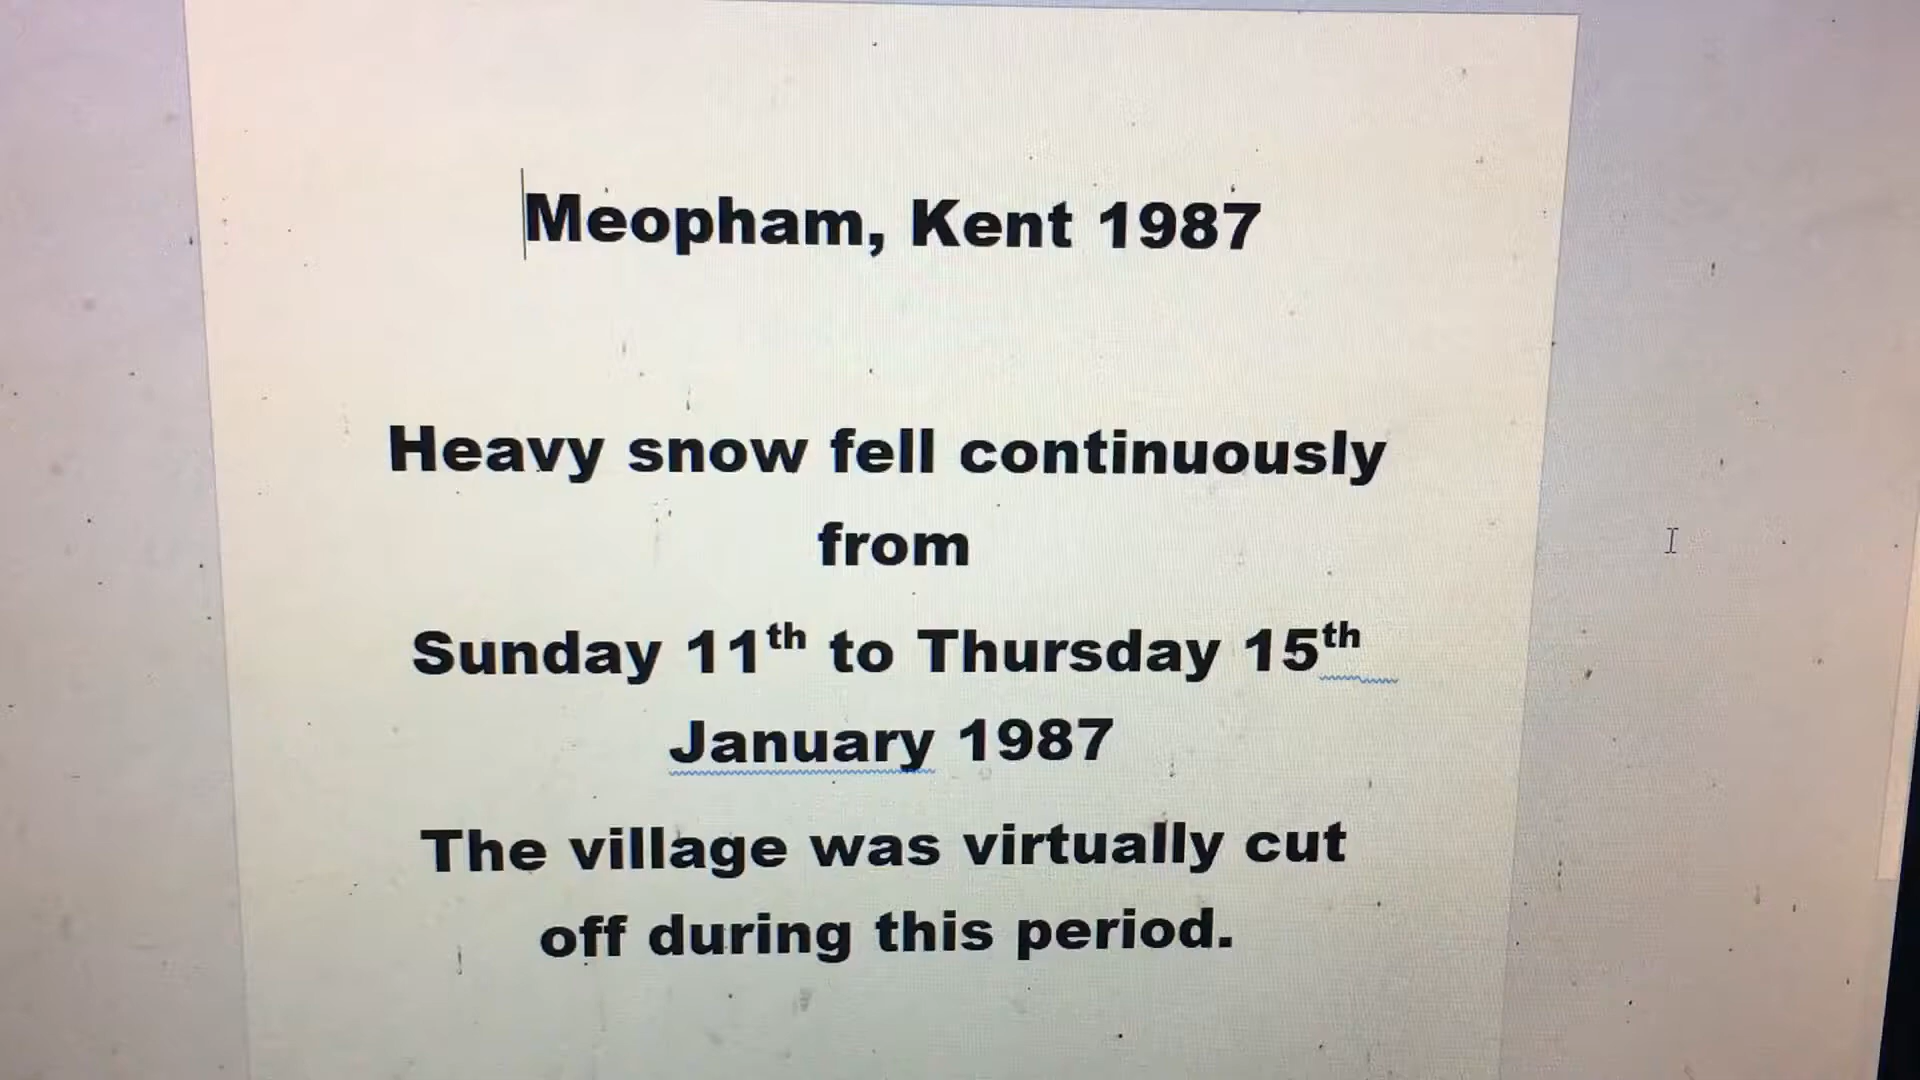 Meopham, Kent 1987
Heavy snow fell continuously
from
Sunday 11th to Thursday 15th
January 1987
The village was virtually cut
off during this period.